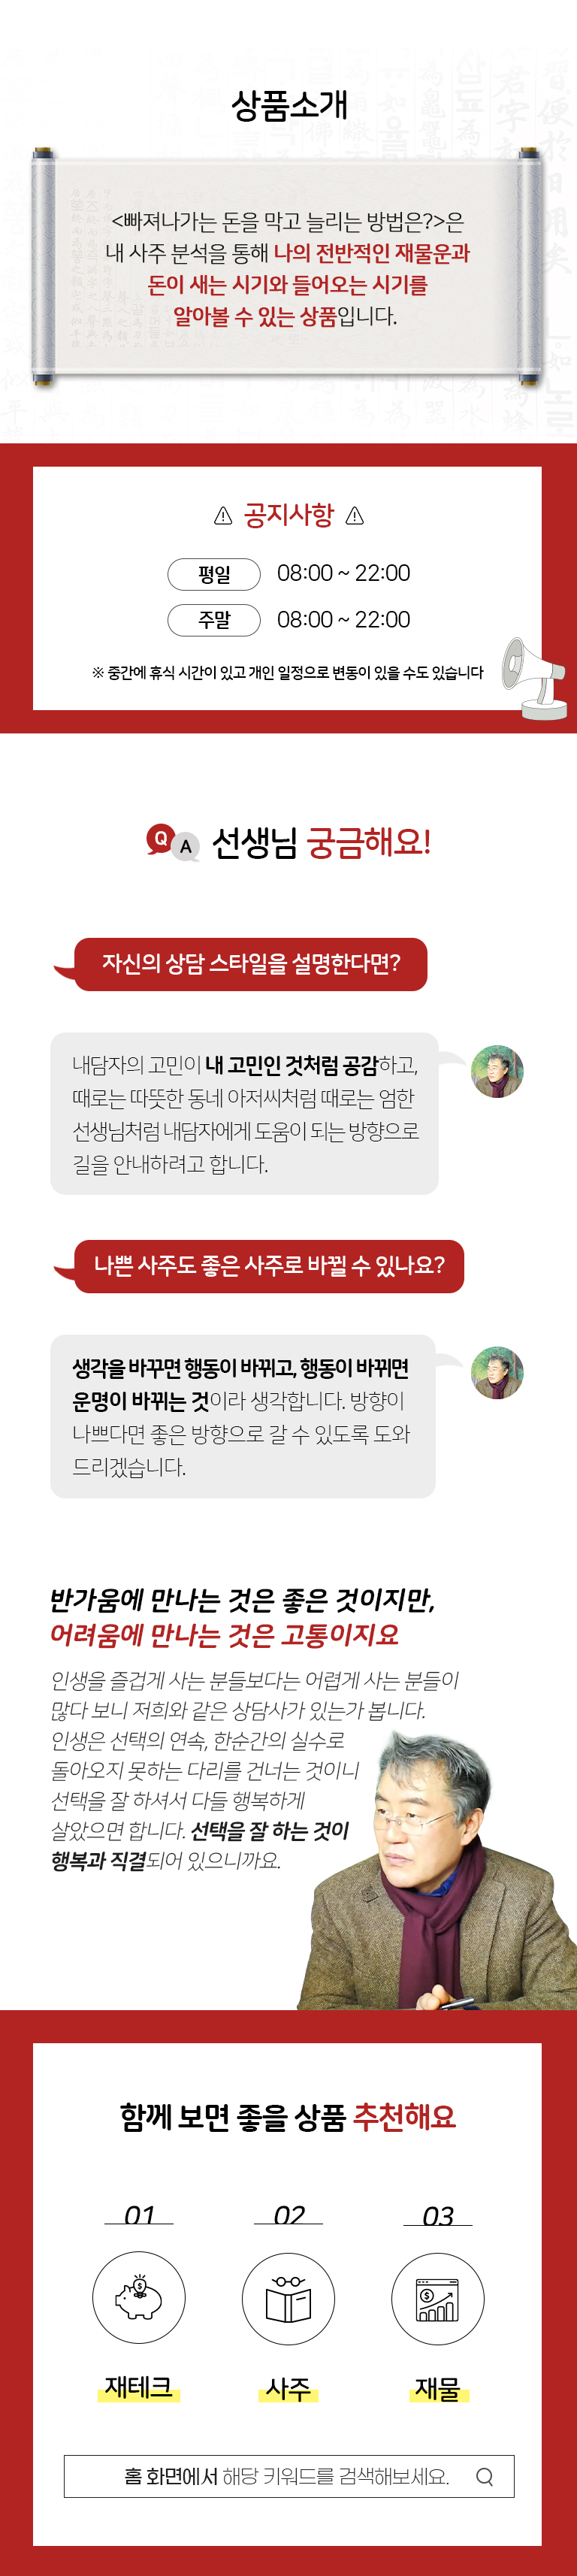 상품소개
<빠져나가는 돈을 막고 늘리는 방법은?>은
내 사주 분석을 통해 나의 전반적인 재물운과
돈이 새는 시기와 들어오는 시기를
알아볼 수 있는 상품입니다.
공지사항
평일 08:00 ~ 22:00
주말 08:00 ~ 22:00
※ 중간에 휴식 시간이 있고 개인 일정으로 변동이 있을 수도 있습니다
Q A 선생님 궁금해요!
자신의 상담 스타일을 설명한다면?
내담자의 고민이 내 고민인 것처럼 공감하고,
때로는 따뜻한 동네 아저씨처럼 때로는 엄한
선생님처럼 내담자에게 도움이 되는 방향으로
길을 안내하려고 합니다.
나쁜 사주도 좋은 사주로 바뀔 수 있나요?
생각을 바꾸면 행동이 바뀌고, 행동이 바뀌면
운명이 바뀌는 것이라 생각합니다. 방향이
나쁘다면 좋은 방향으로 갈 수 있도록 도와
드리겠습니다.
반가움에 만나는 것은 좋은 것이지만,
어려움에 만나는 것은 고통이지요
인생을 즐겁게 사는 분들보다는 어렵게 사는 분들이
많다 보니 저희와 같은 상담사가 있는가 봅니다.
인생은 선택의 연속, 한순간의 실수로
돌아오지 못하는 다리를 건너는 것이니
선택을 잘 하셔서 다들 행복하게
살았으면 합니다. 선택을 잘 하는 것이
행복과 직결되어 있으니까요.
함께 보면 좋을 상품 추천해요
01 02 03
재테크 사주 재물
홈 화면에서 해당 키워드를 검색해보세요.